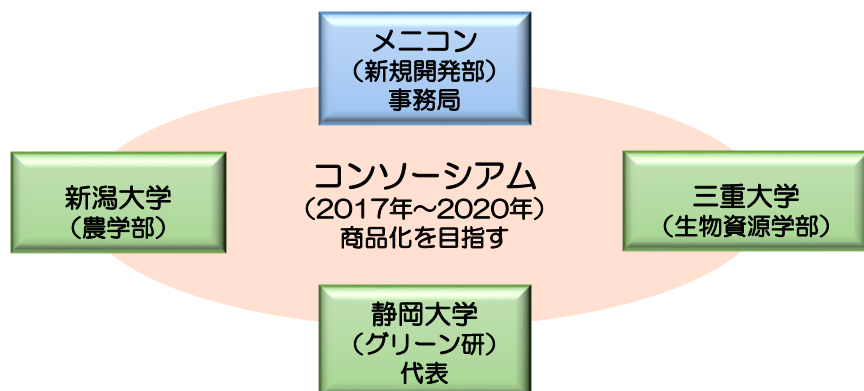 メニコン
（新規開発部）
事務局
新潟大学
（農学部）
コンソーシアム
（2017年～2020年）
商品化を目指す
三重大学
（生物資源学部）
静岡大学
（グリーン研）
代表